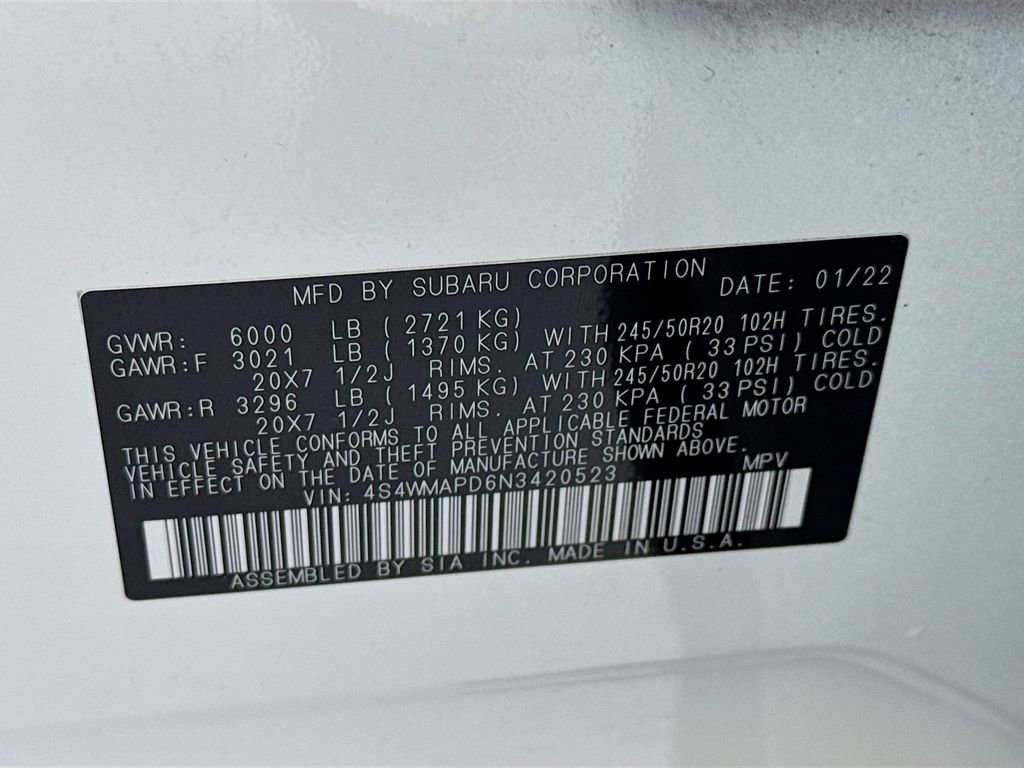 MFD BY SUBARU CORPORATION DATE: 01/22
GVWR: 6000 LB ( 2721 KG)
GAWR:F 3021 LB ( 1370 KG) WITH 245/50R20 102H TIRES.
20X7 1/2J RIMS. AT 230 KPA ( 33 PSI) COLD
GAWR:R 3296 LB ( 1495 KG) WITH 245/50R20 102H TIRES.
20X7 1/2J RIMS. AT 230 KPA ( 33 PSI) COLD
THIS VEHICLE CONFORMS TO ALL APPLICABLE FEDERAL MOTOR
VEHICLE SAFETY AND THEFT PREVENTION STANDARDS
IN EFFECT ON THE DATE OF MANUFACTURE SHOWN ABOVE.
VIN: 4S4WMAPD6N3420523 MPV
ASSEMBLED BY SIA INC. MADE IN U.S.A.